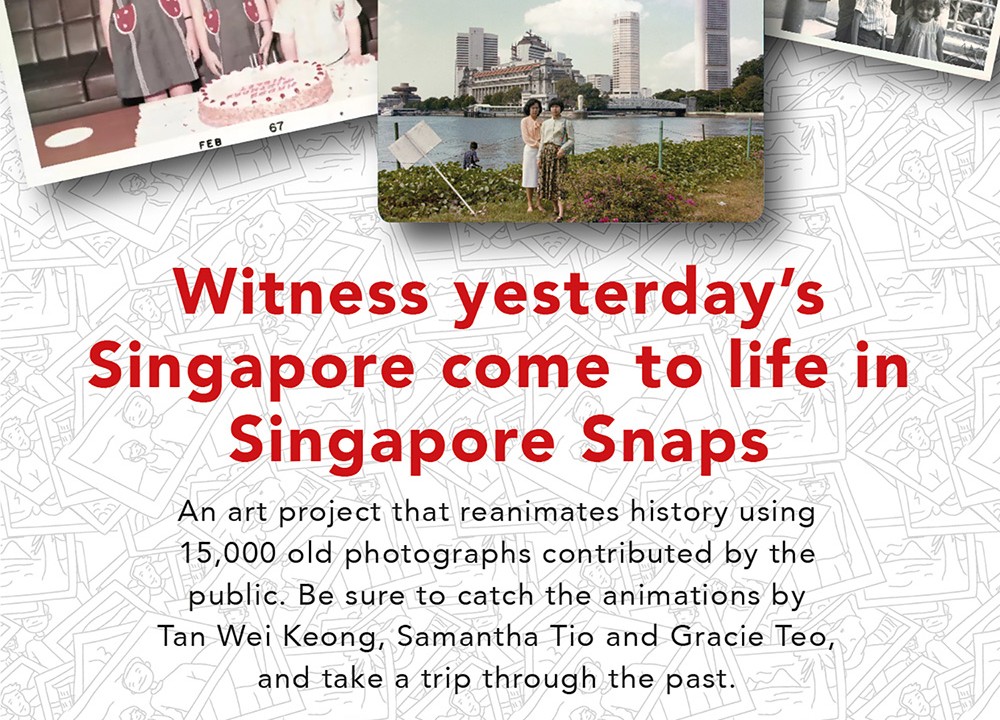 FEB 67
Witness yesterday’s
Singapore come to life in
Singapore Snaps
An art project that reanimates history using
15,000 old photographs contributed by the
public. Be sure to catch the animations by
Tan Wei Keong, Samantha Tio and Gracie Teo,
and take a trip through the past.